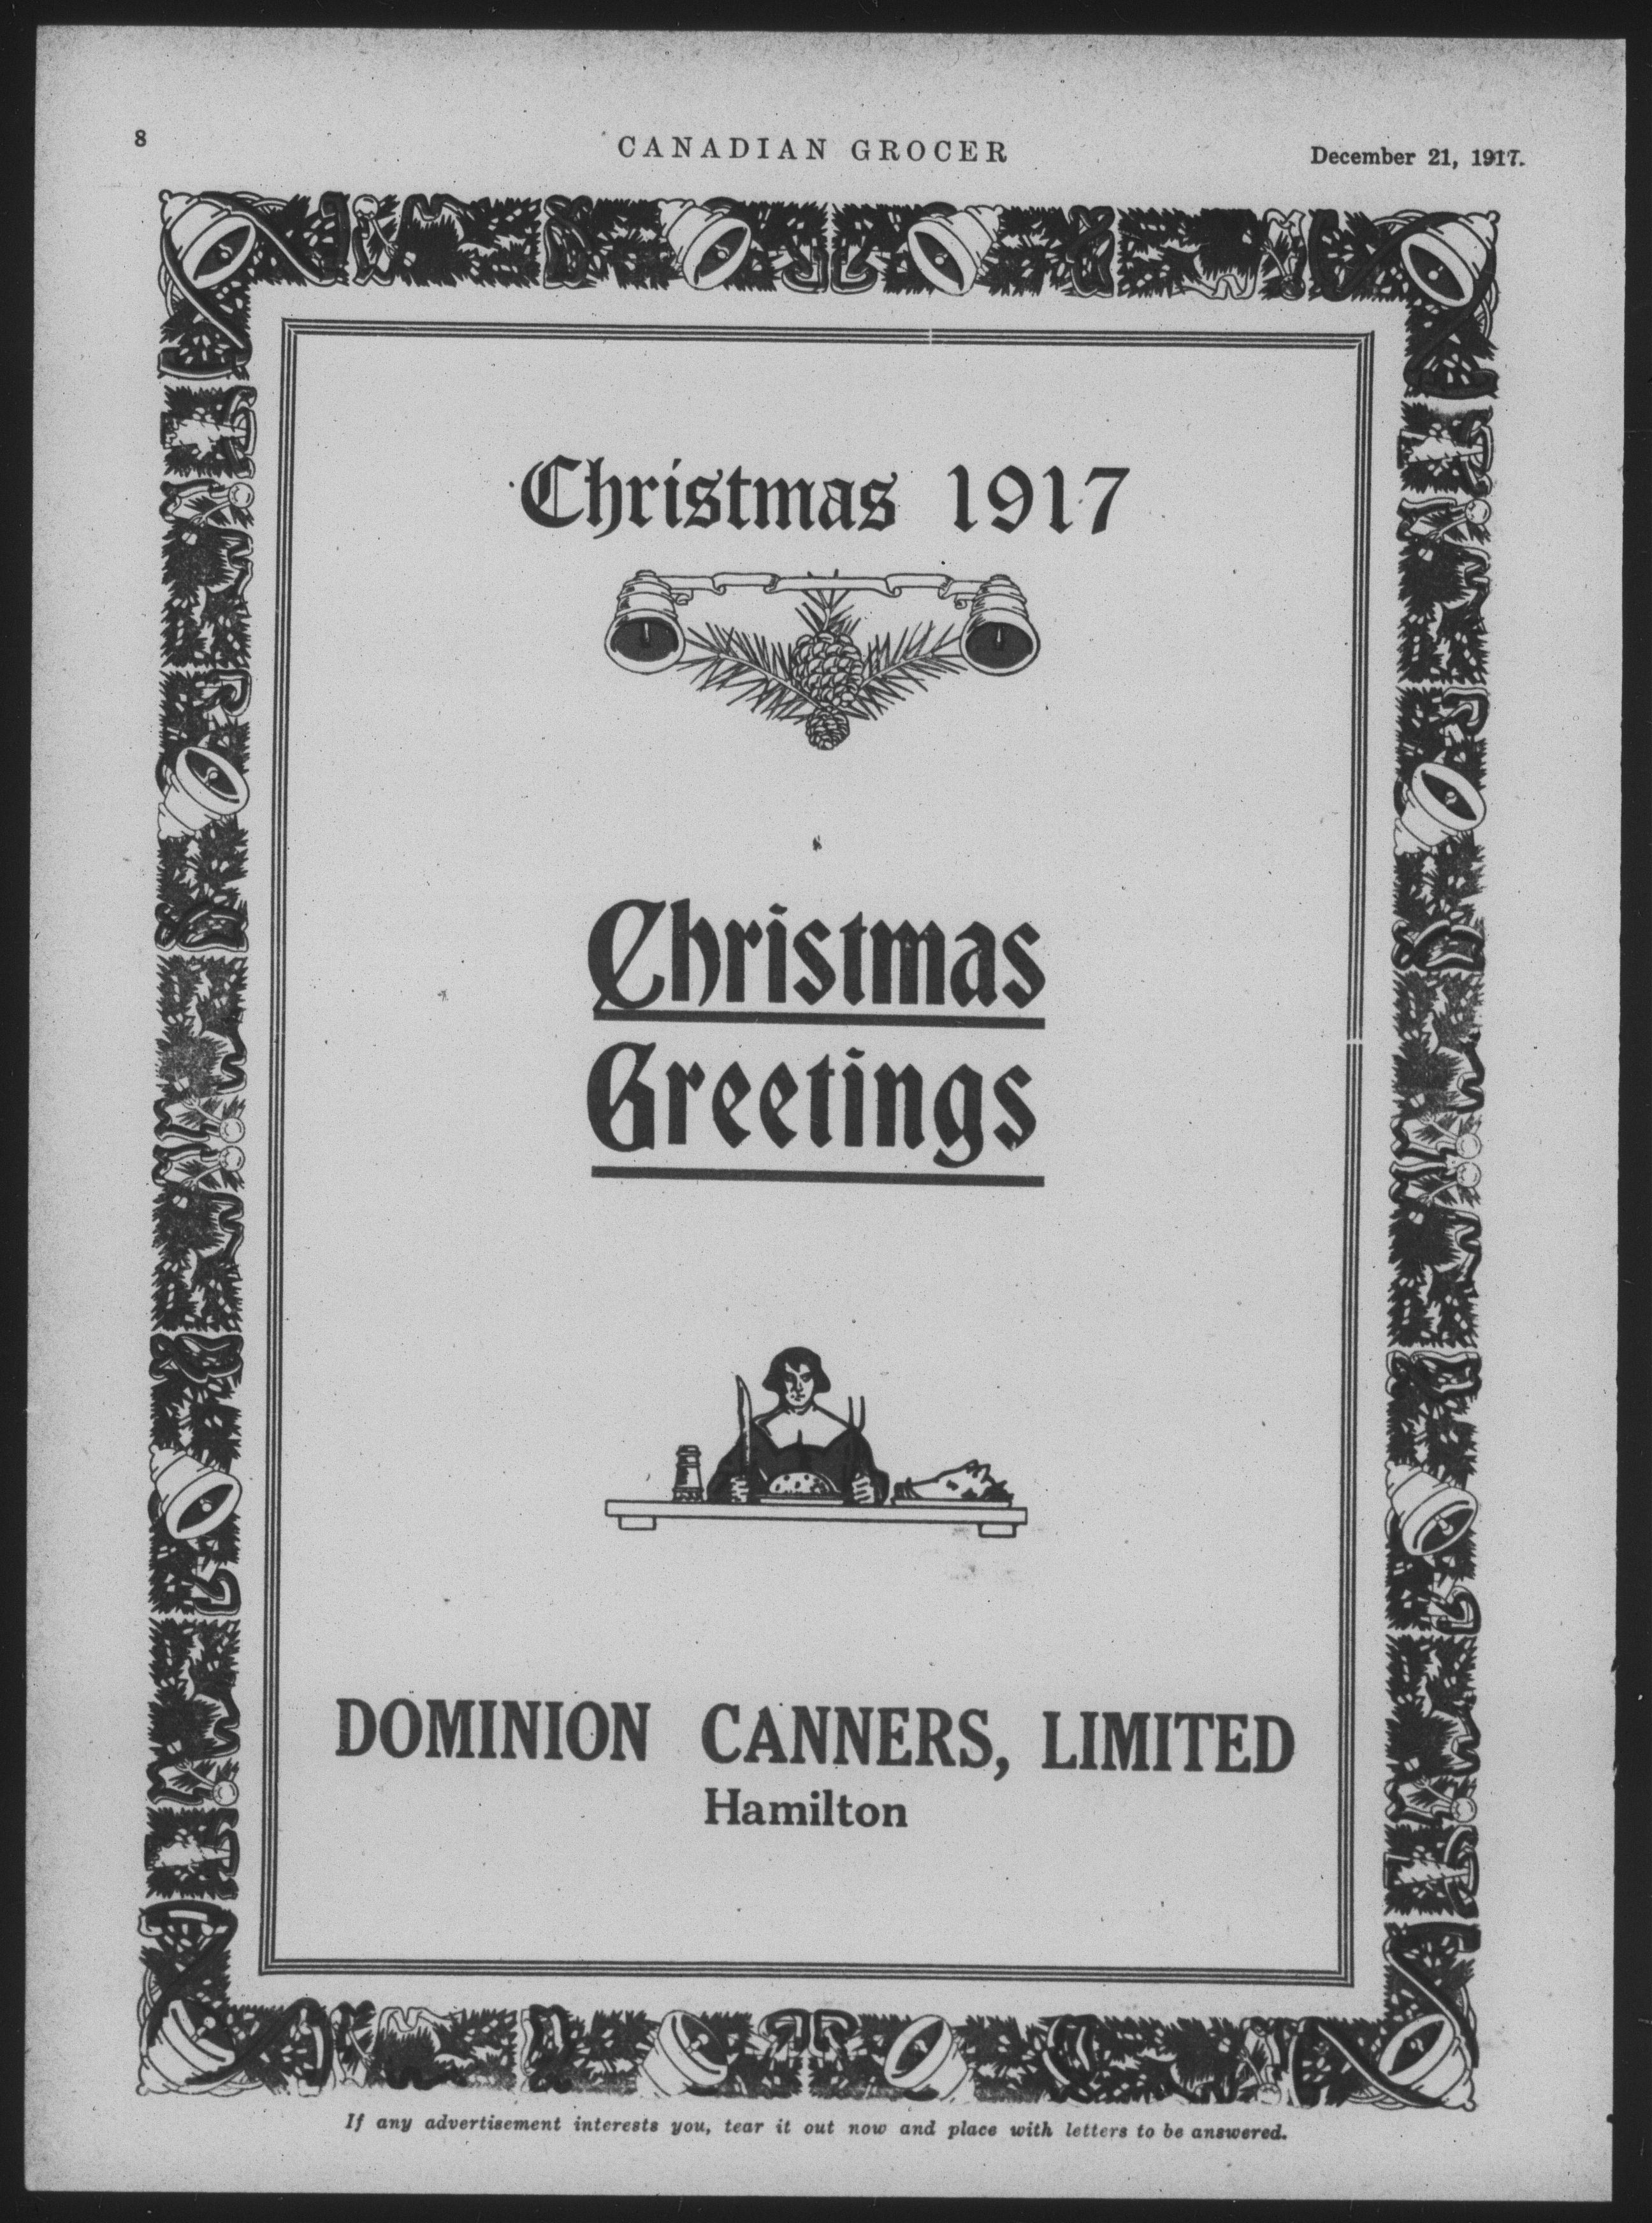 8
CANADIAN GROCER
December 21, 1917.
Christmas 1917
Christmas
Greetings
DOMINION CANNERS, LIMITED
Hamilton
If any advertisement interests you, tear it out now and place with letters to be answered.